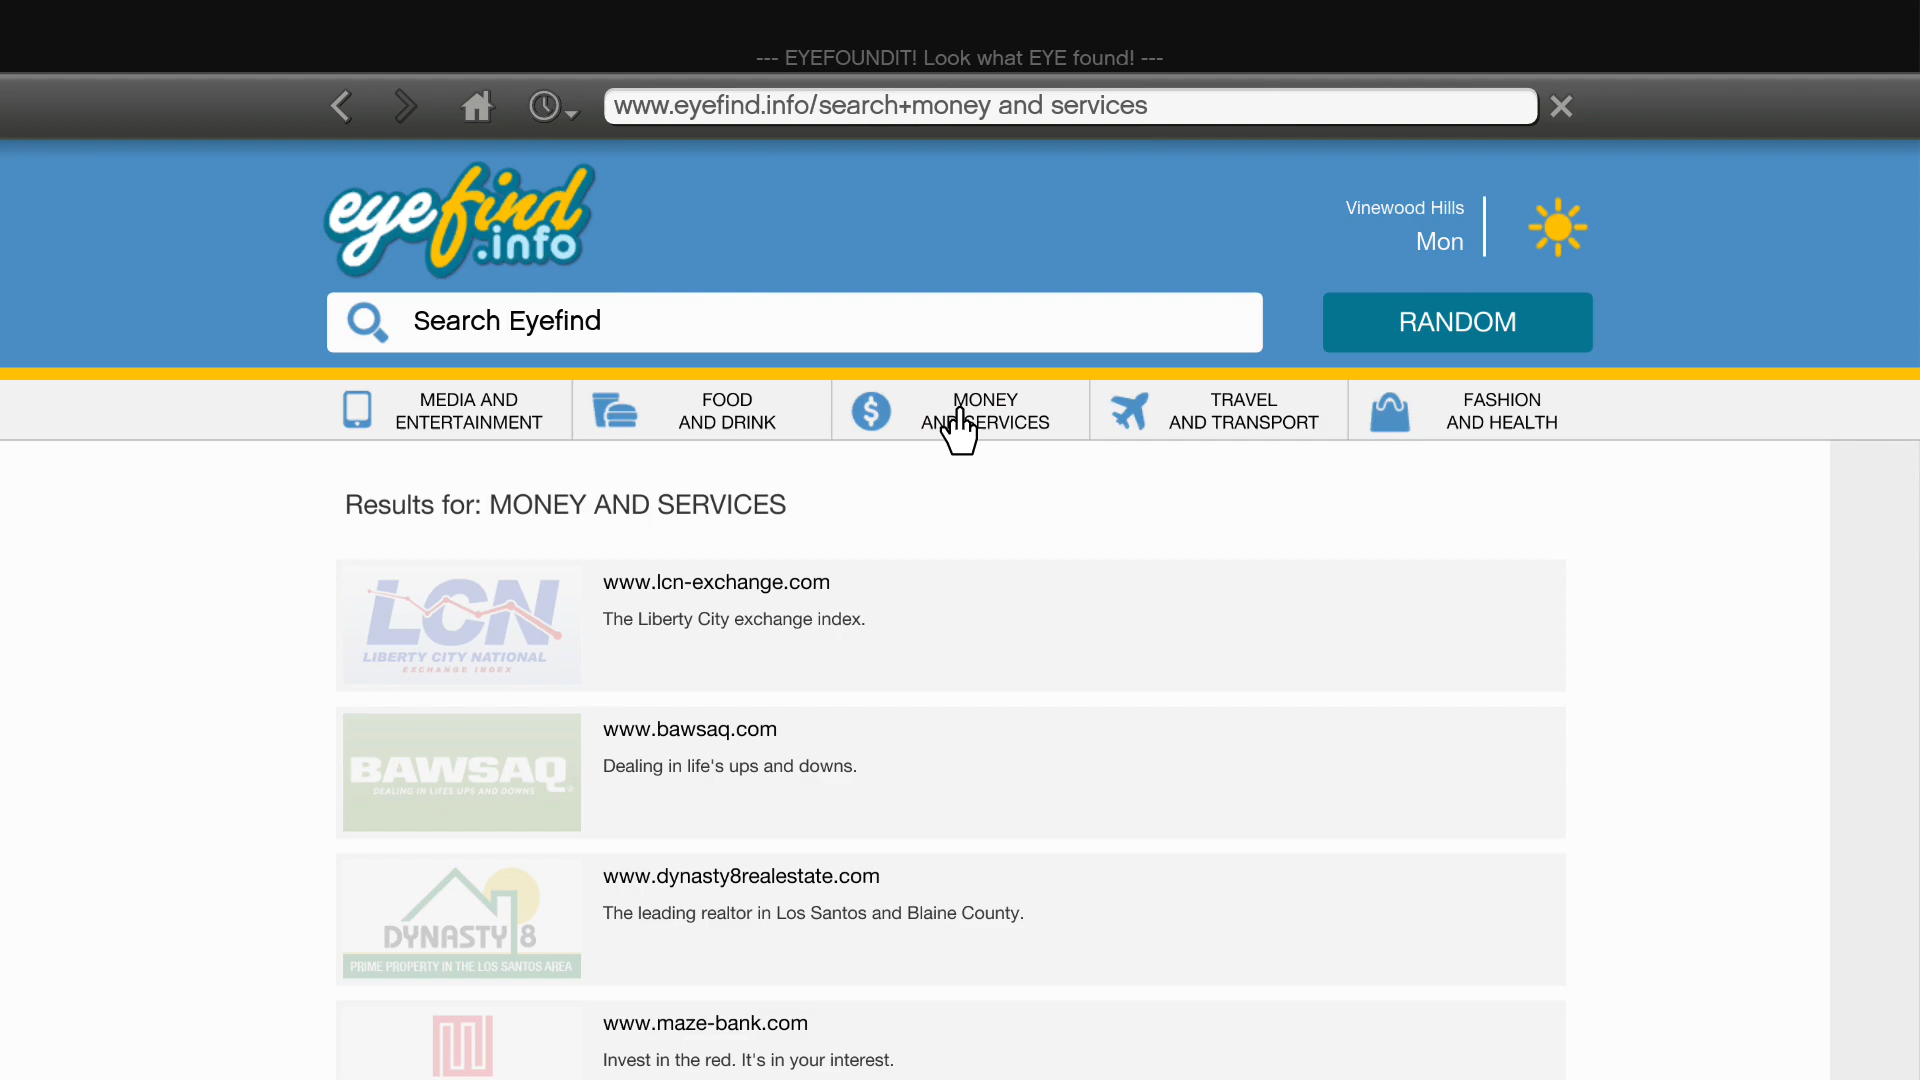 --- EYEFOUNDIT! Look what EYE found! ---
www.eyefind.info/search+money and services
eyefind
.info
Vinewood Hills
Mon
Search Eyefind
RANDOM
MEDIA AND
ENTERTAINMENT
FOOD
AND DRINK
MONEY
AND SERVICES
TRAVEL
AND TRANSPORT
FASHION
AND HEALTH
Results for: MONEY AND SERVICES
LCN
LIBERTY CITY NATIONAL
EXCHANGE INDEX
www.lcn-exchange.com
The Liberty City exchange index.
BAWSAQ
DEALING IN LIFES UPS AND DOWNS
www.bawsaq.com
Dealing in life's ups and downs.
DYNASTY 8
PRIME PROPERTY IN THE LOS SANTOS AREA
www.dynasty8realestate.com
The leading realtor in Los Santos and Blaine County.
www.maze-bank.com
Invest in the red. It's in your interest.